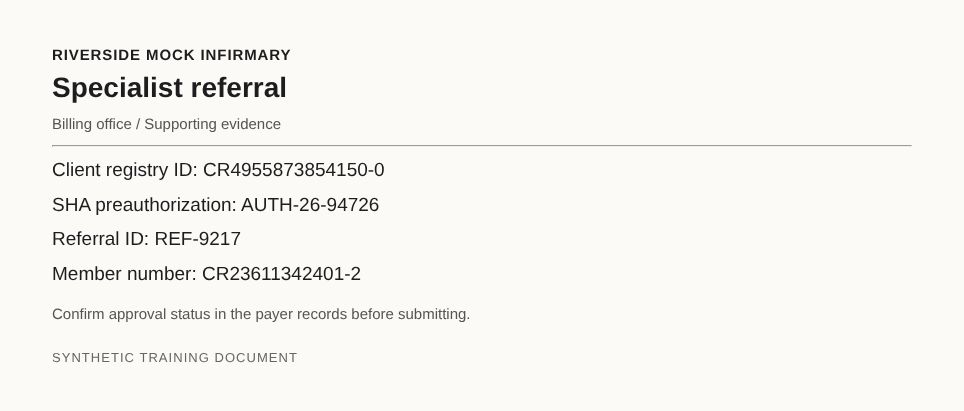 RIVERSIDE MOCK INFIRMARY
Specialist referral
Billing office / Supporting evidence
Client registry ID: CR4955873854150-0
SHA preauthorization: AUTH-26-94726
Referral ID: REF-9217
Member number: CR23611342401-2
Confirm approval status in the payer records before submitting.
SYNTHETIC TRAINING DOCUMENT